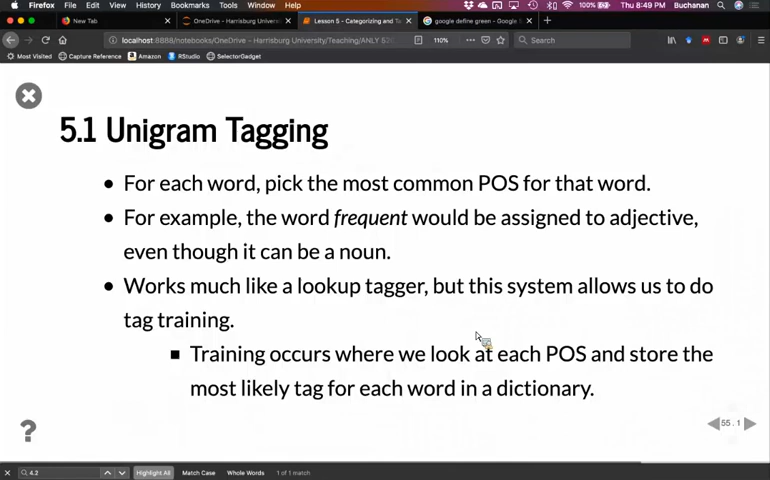 Firefox File Edit View History Bookmarks Tools Window Help 100% Thu 8:49 PM Buchanan
New Tab OneDrive - Harrisburg Universi Lesson 5 - Categorizing and Ta google define green - Google
localhost:8888/notebooks/OneDrive - Harrisburg University/Teaching/ANLY 110% Search
Most Visited Capture Reference Amazon RStudio SelectorGadget
5.1 Unigram Tagging
For each word, pick the most common POS for that word.
For example, the word frequent would be assigned to adjective,
even though it can be a noun.
Works much like a lookup tagger, but this system allows us to do
tag training.
Training occurs where we look at each POS and store the
most likely tag for each word in a dictionary.
55.1
?
4.2 Highlight All Match Case Whole Words 1 of 1 match